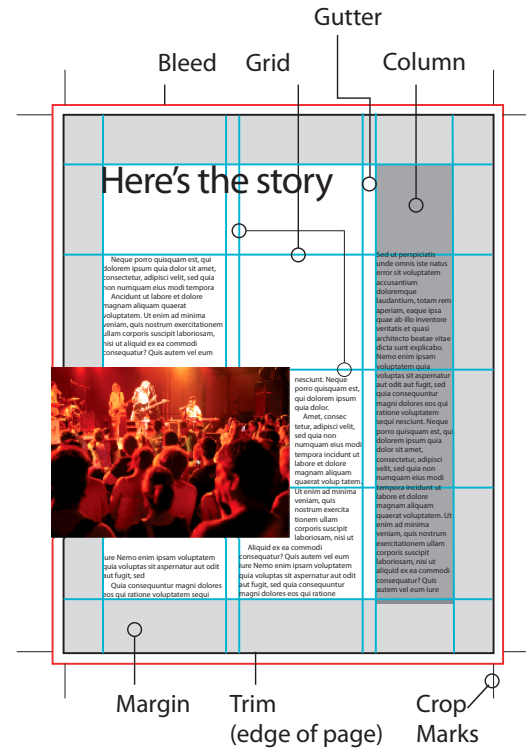 Gutter
Bleed
Grid
Column
Here's the story
Neque porro quisquam est, qui
dolorem ipsum quia dolor sit amet,
consectetur, adipisci velit, sed quia
non numquam eius modi tempora
Ancidunt ut labore et dolore
magnam aliquam quaerat
voluptatem. Ut enim ad minima
veniam, quis nostrum exercitationem
ullam corporis suscipit laboriosam,
nisi ut aliquid ex ea commodi
consequatur? Quis autem vel eum
iure Nemo enim ipsam voluptatem
quia voluptas sit aspernatur aut odit
aut fugit, sed
Quia consequuntur magni dolores
eos qui ratione voluptatem sequi
nesciunt. Neque
porro quisquam est,
qui dolorem ipsum
quia dolor.
Amet, consec
tetur, adipisci velit,
sed quia non
numquam eius modi
tempora incidunt ut
labore et dolore
magnam aliquam
quaerat volup tatem.
Ut enim ad minima
veniam, quis
nostrum exercita
tionem ullam
corporis suscipit
laboriosam, nisi ut
Aliquid ex ea commodi
consequatur? Quis autem vel eum
iure Nemo enim ipsam voluptatem
quia voluptas sit aspernatur aut odit
aut fugit, sed quia consequuntur
magni dolores eos qui ratione
Sed ut perspiciatis
unde omnis iste natus
error sit voluptatem
accusantium
doloremque
laudantium, totam rem
aperiam, eaque ipsa
quae ab illo inventore
veritatis et quasi
architecto beatae vitae
dicta sunt explicabo.
Nemo enim ipsam
voluptatem quia
voluptas sit aspernatur
aut odit aut fugit, sed
quia consequuntur
magni dolores eos qui
ratione voluptatem
sequi nesciunt. Neque
porro quisquam est, qui
dolorem ipsum quia
dolor sit amet,
consectetur, adipisci
velit, sed quia non
numquam eius modi
tempora incidunt ut
labore et dolore
magnam aliquam
quaerat voluptatem. Ut
enim ad minima
veniam, quis nostrum
exercitationem ullam
corporis suscipit
laboriosam, nisi ut
aliquid ex ea commodi
consequatur? Quis
autem vel eum iure
Margin
Trim
(edge of page)
Crop
Marks